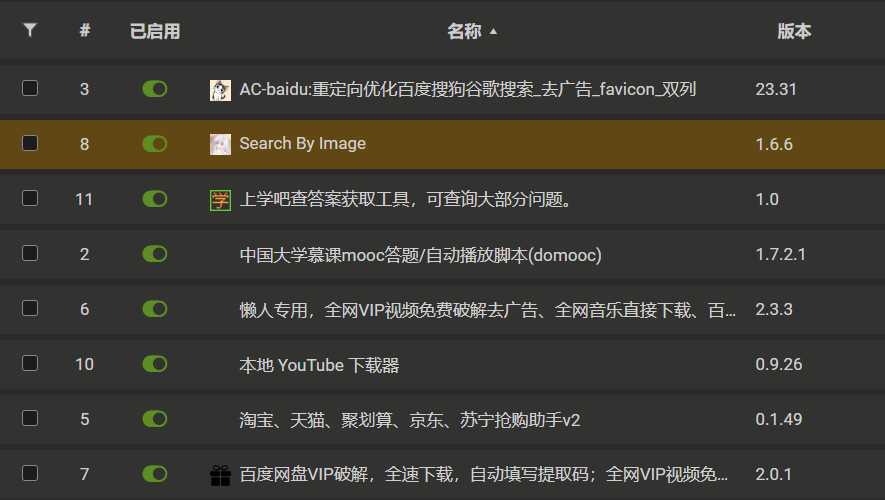 # 已启用 名称 ▲ 版本
3 AC-baidu:重定向优化百度搜狗谷歌搜索_去广告_favicon_双列 23.31
8 Search By Image 1.6.6
11 学 上学吧查答案获取工具，可查询大部分问题。 1.0
2 中国大学慕课mooc答题/自动播放脚本(domooc) 1.7.2.1
6 懒人专用，全网VIP视频免费破解去广告、全网音乐直接下载、百... 2.3.3
10 本地 YouTube 下载器 0.9.26
5 淘宝、天猫、聚划算、京东、苏宁抢购助手v2 0.1.49
7 百度网盘VIP破解，全速下载，自动填写提取码；全网VIP视频免... 2.0.1